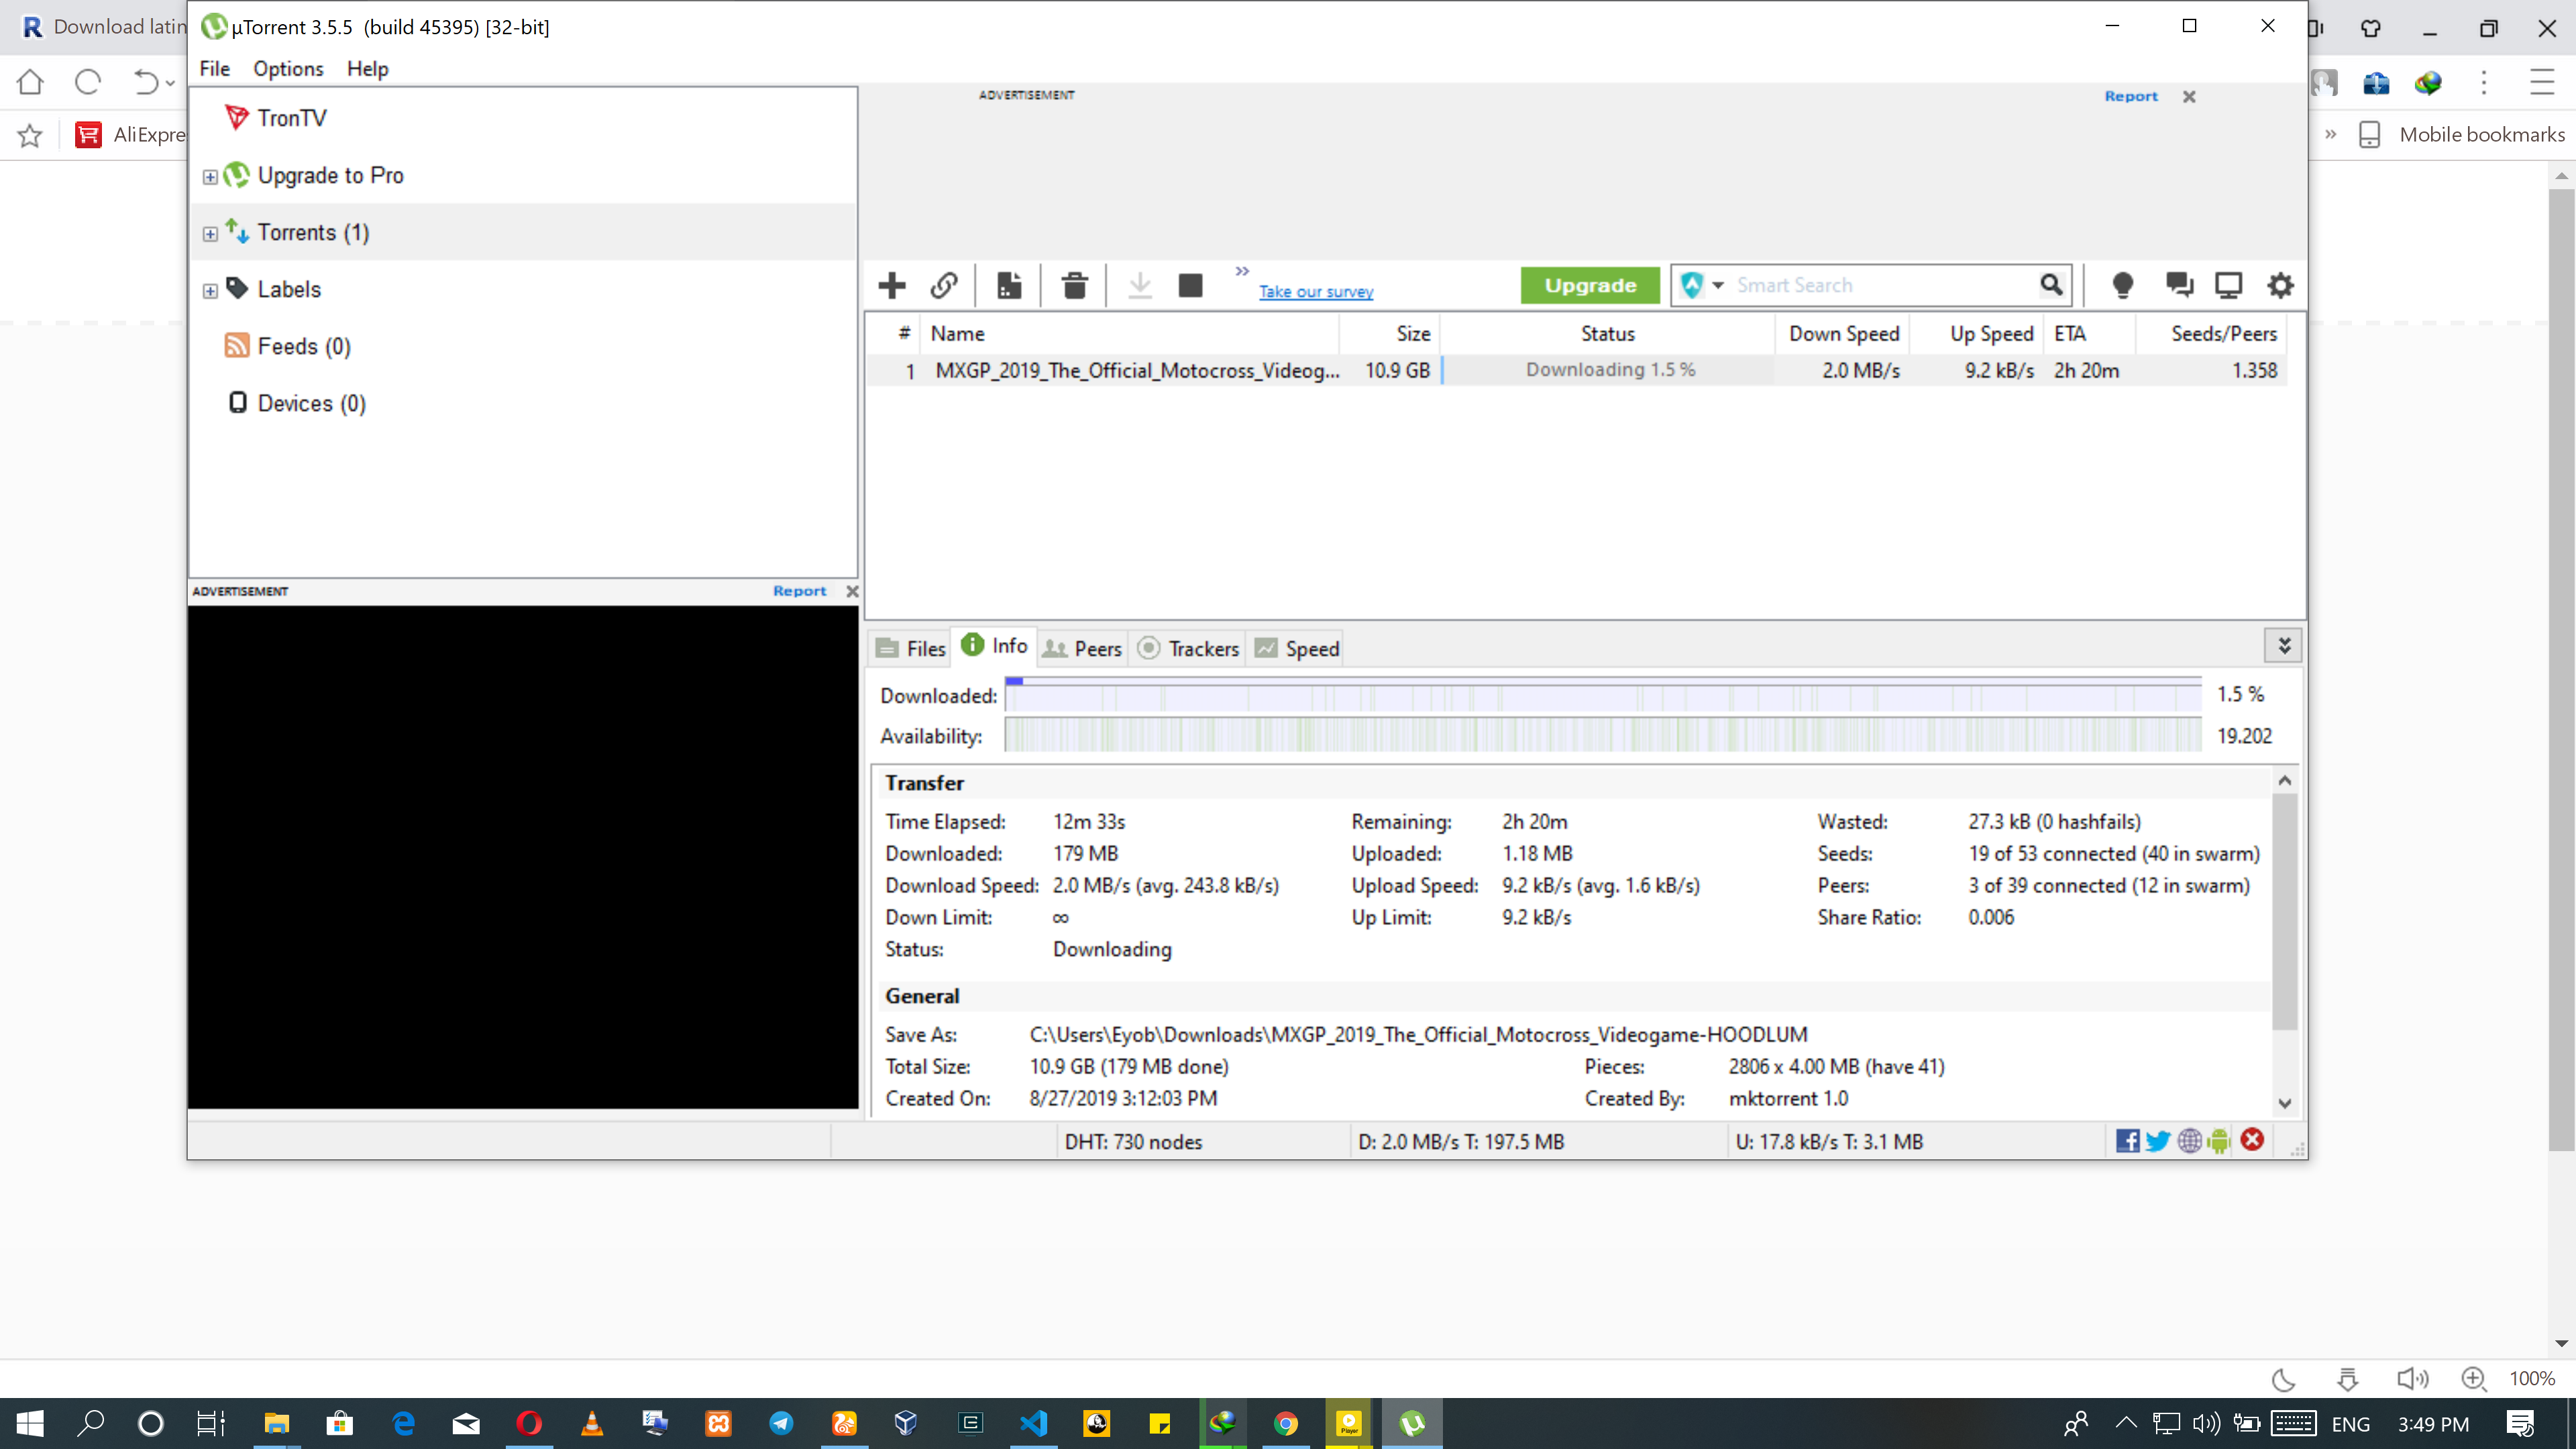 Download latin
µTorrent 3.5.5  (build 45395) [32-bit]
File Options Help
AliExpre
Mobile bookmarks
TronTV
Upgrade to Pro
Torrents (1)
Labels
Feeds (0)
Devices (0)
ADVERTISEMENT Report
ADVERTISEMENT Report
Take our survey
Upgrade
Smart Search
# Name Size Status Down Speed Up Speed ETA Seeds/Peers
1 MXGP_2019_The_Official_Motocross_Videog... 10.9 GB Downloading 1.5 % 2.0 MB/s 9.2 kB/s 2h 20m 1.358
Files Info Peers Trackers Speed
Downloaded: 1.5 %
Availability: 19.202
Transfer
Time Elapsed: 12m 33s Remaining: 2h 20m Wasted: 27.3 kB (0 hashfails)
Downloaded: 179 MB Uploaded: 1.18 MB Seeds: 19 of 53 connected (40 in swarm)
Download Speed: 2.0 MB/s (avg. 243.8 kB/s) Upload Speed: 9.2 kB/s (avg. 1.6 kB/s) Peers: 3 of 39 connected (12 in swarm)
Down Limit: ∞ Up Limit: 9.2 kB/s Share Ratio: 0.006
Status: Downloading
General
Save As: C:\Users\Eyob\Downloads\MXGP_2019_The_Official_Motocross_Videogame-HOODLUM
Total Size: 10.9 GB (179 MB done) Pieces: 2806 x 4.00 MB (have 41)
Created On: 8/27/2019 3:12:03 PM Created By: mktorrent 1.0
DHT: 730 nodes D: 2.0 MB/s T: 197.5 MB U: 17.8 kB/s T: 3.1 MB
100%
Player
ENG 3:49 PM